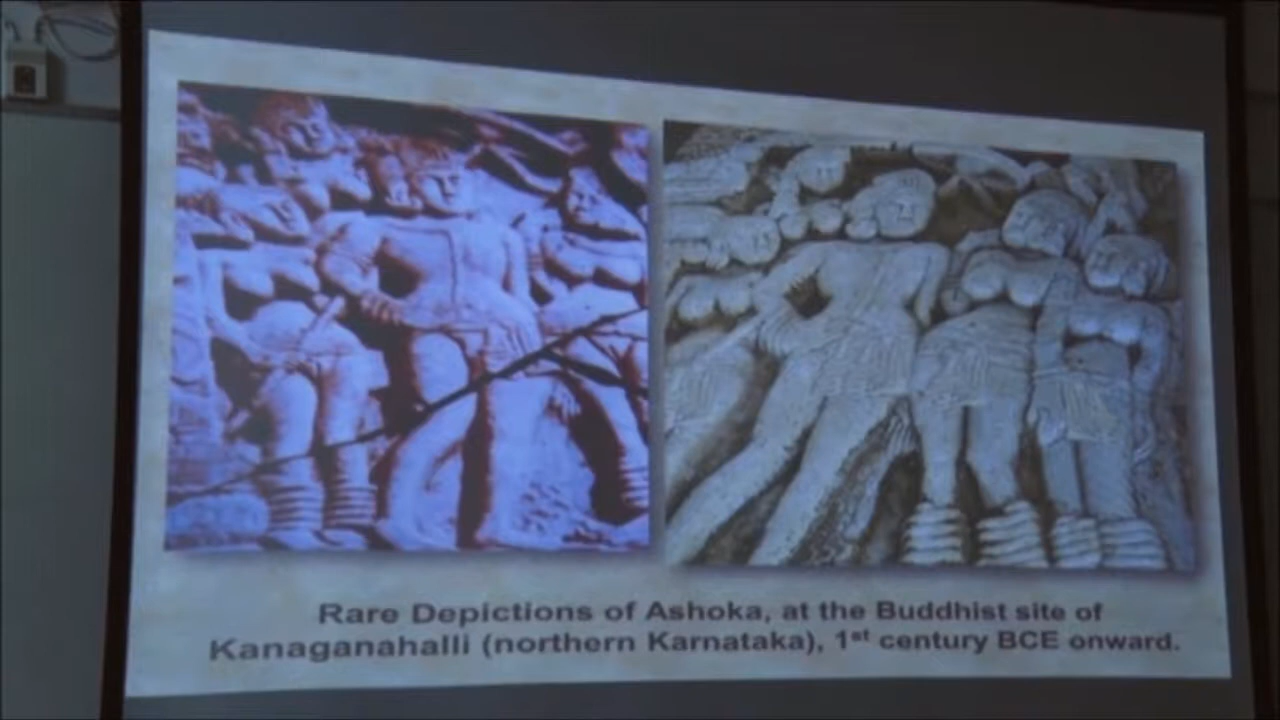 Rare Depictions of Ashoka, at the Buddhist site of
Kanaganahalli (northern Karnataka), 1st century BCE onward.